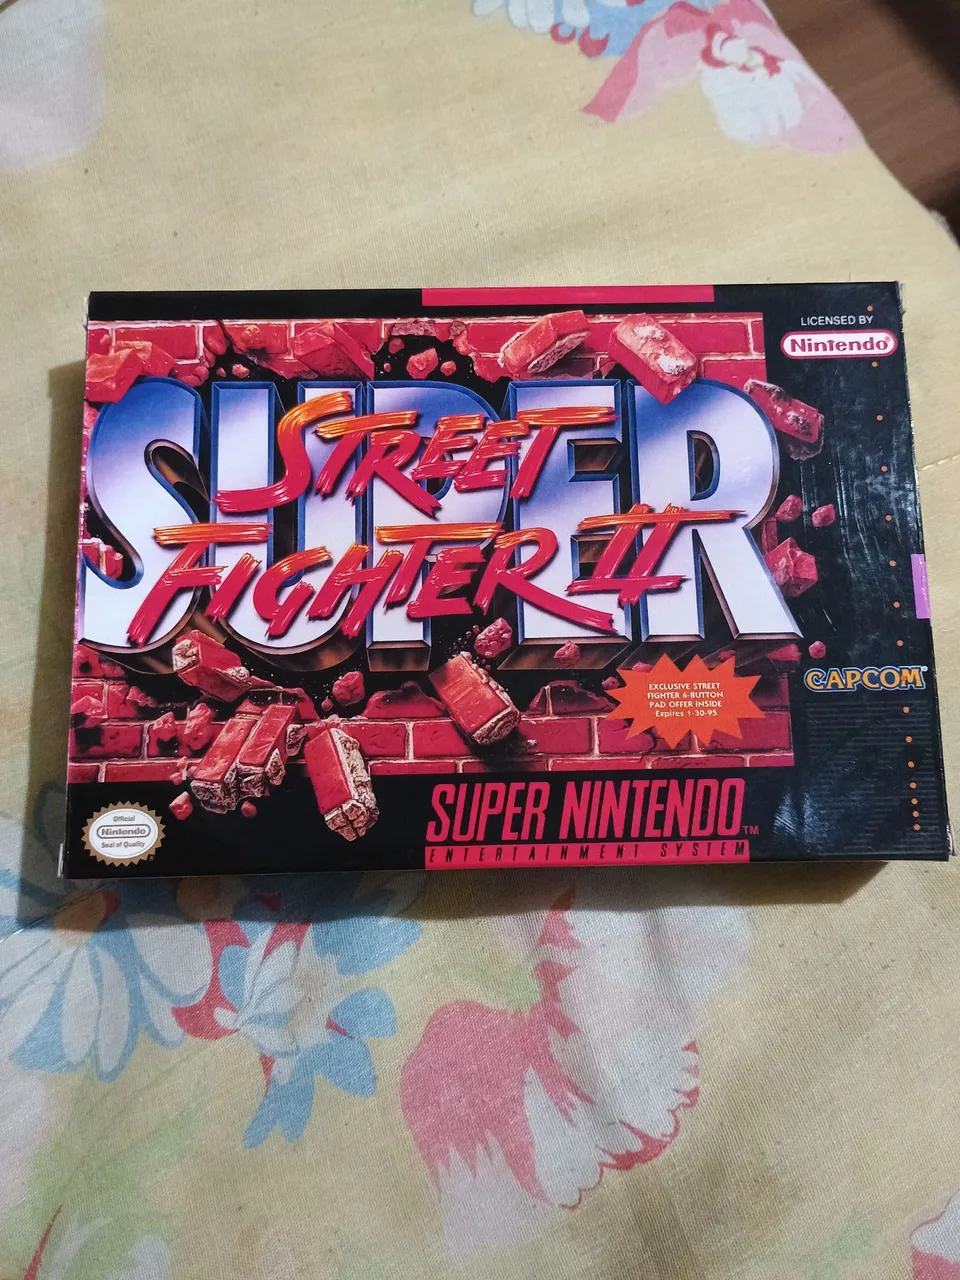 LICENSED BY
Nintendo®
SUPER
STREET
FIGHTER II
EXCLUSIVE STREET
FIGHTER 6-BUTTON
PAD OFFER INSIDE
Expires 1-30-95
CAPCOM®
Official
Nintendo
Seal of Quality
SUPER NINTENDO™
ENTERTAINMENT SYSTEM